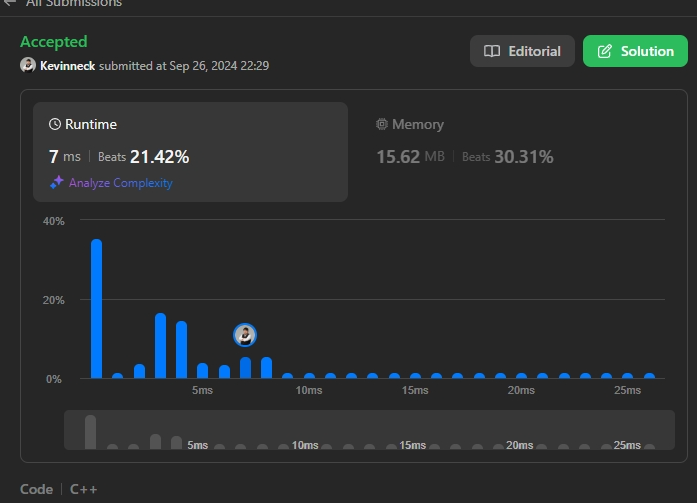 All Submissions
Accepted
Kevinneck submitted at Sep 26, 2024 22:29
Editorial
Solution
Runtime
7 ms | Beats 21.42%
Analyze Complexity
Memory
15.62 MB | Beats 30.31%
40%
20%
0%
5ms 10ms 15ms 20ms 25ms
5ms 10ms 15ms 20ms 25ms
Code | C++